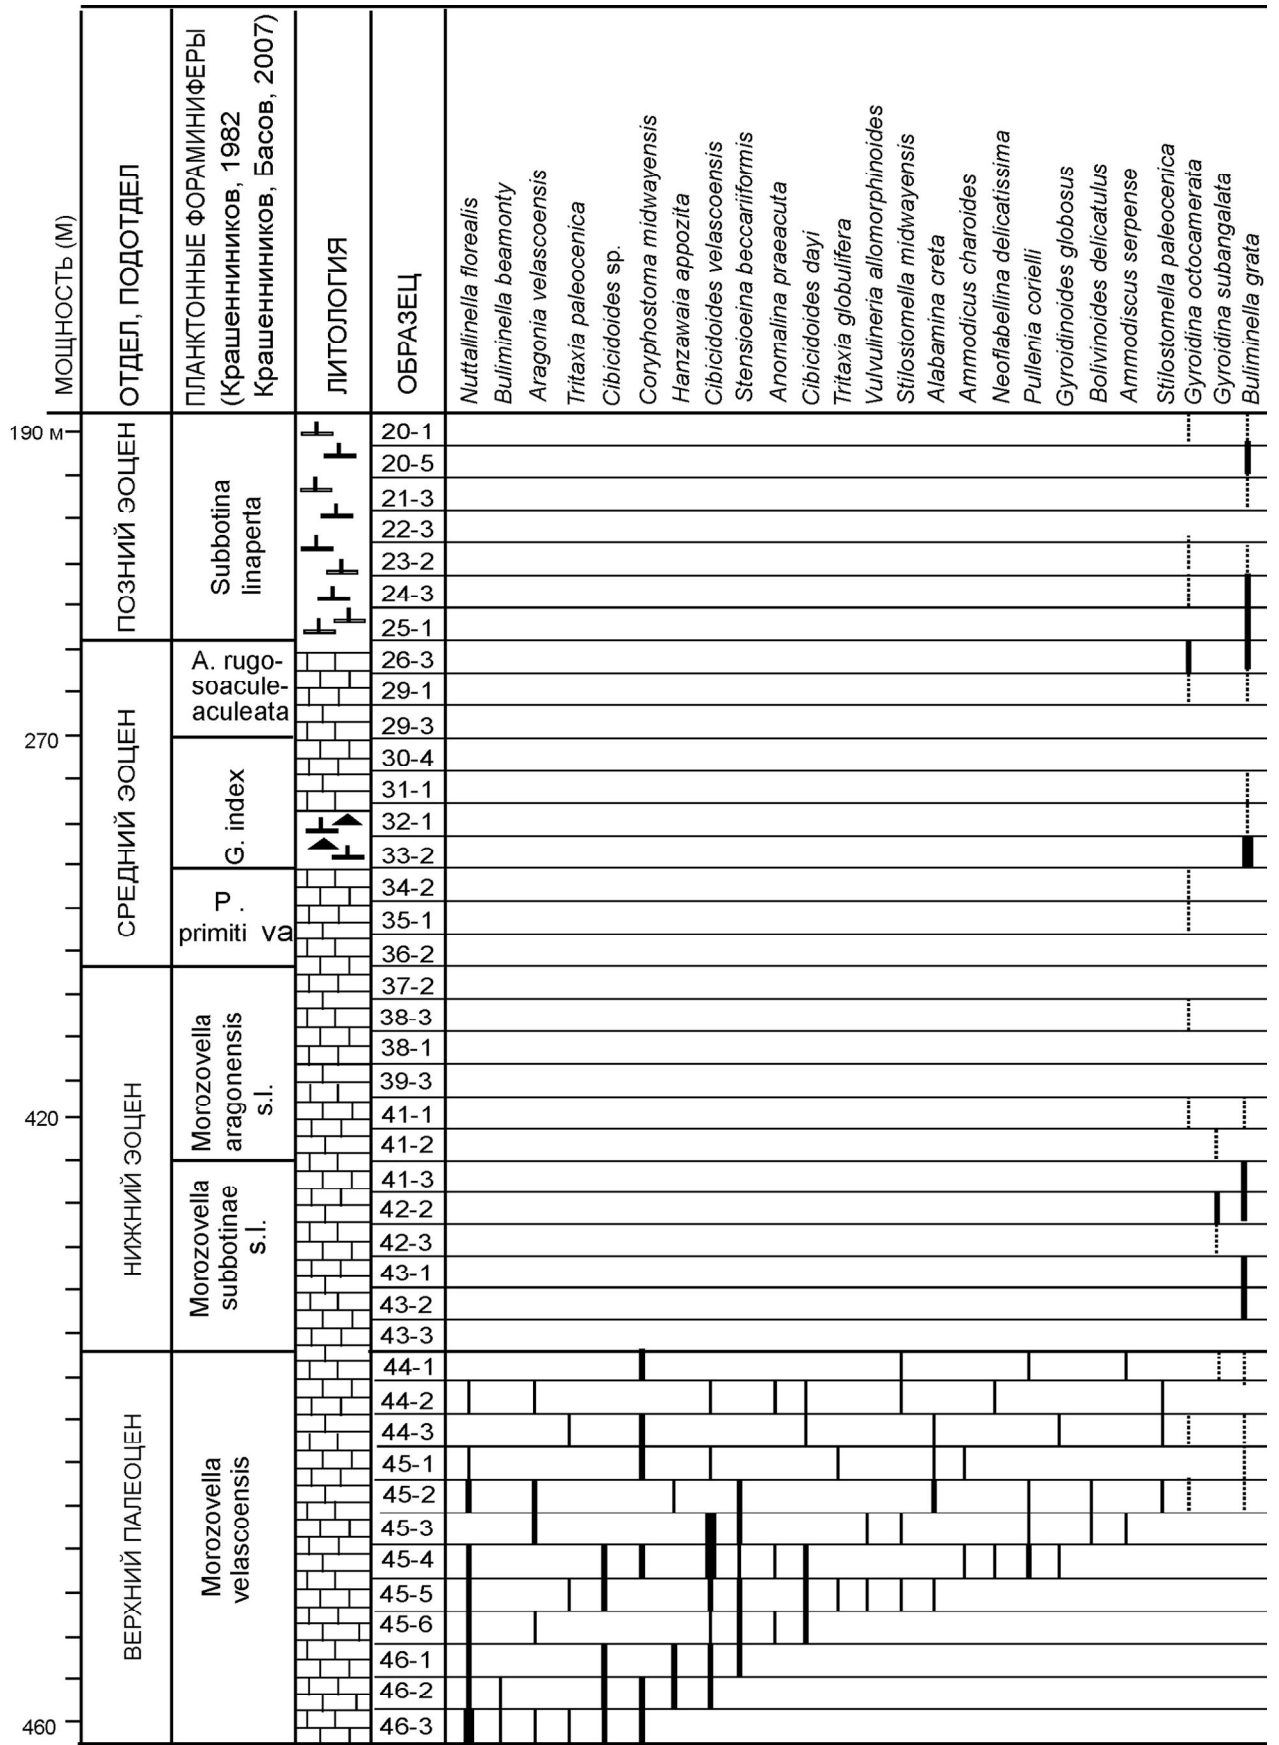 МОЩНОСТЬ (М)
ОТДЕЛ, ПОДОТДЕЛ
ПЛАНКТОННЫЕ ФОРАМИНИФЕРЫ
(Крашенниников, 1982
Крашенниников, Басов, 2007)
ЛИТОЛОГИЯ
ОБРАЗЕЦ
Nuttallinella florealis
Buliminella beamonty
Aragonia velascoensis
Tritaxia paleocenica
Cibicidoides sp.
Coryphostoma midwayensis
Hanzawaia appozita
Cibicidoides velascoensis
Stensioeina beccariiformis
Anomalina praeacuta
Cibicidoides dayi
Tritaxia globulifera
Vulvulineria allomorphinoides
Stilostomella midwayensis
Alabamina creta
Ammodicus charoides
Neoflabellina delicatissima
Pullenia corielli
Gyroidinoides globosus
Bolivinoides delicatulus
Ammodiscus serpense
Stilostomella paleocenica
Gyroidina octocamerata
Gyroidina subangalata
Buliminella grata
190 м
270
420
460
ПОЗНИЙ ЭОЦЕН
СРЕДНИЙ ЭОЦЕН
НИЖНИЙ ЭОЦЕН
ВЕРХНИЙ ПАЛЕОЦЕН
Subbotina
linaperta
A. rugo-
soacule-
aculeata
G. index
P .
primiti va
Morozovella
aragonensis
s.l.
Morozovella
subbotinae
s.l.
Morozovella
velascoensis
20-1
20-5
21-3
22-3
23-2
24-3
25-1
26-3
29-1
29-3
30-4
31-1
32-1
33-2
34-2
35-1
36-2
37-2
38-3
38-1
39-3
41-1
41-2
41-3
42-2
42-3
43-1
43-2
43-3
44-1
44-2
44-3
45-1
45-2
45-3
45-4
45-5
45-6
46-1
46-2
46-3